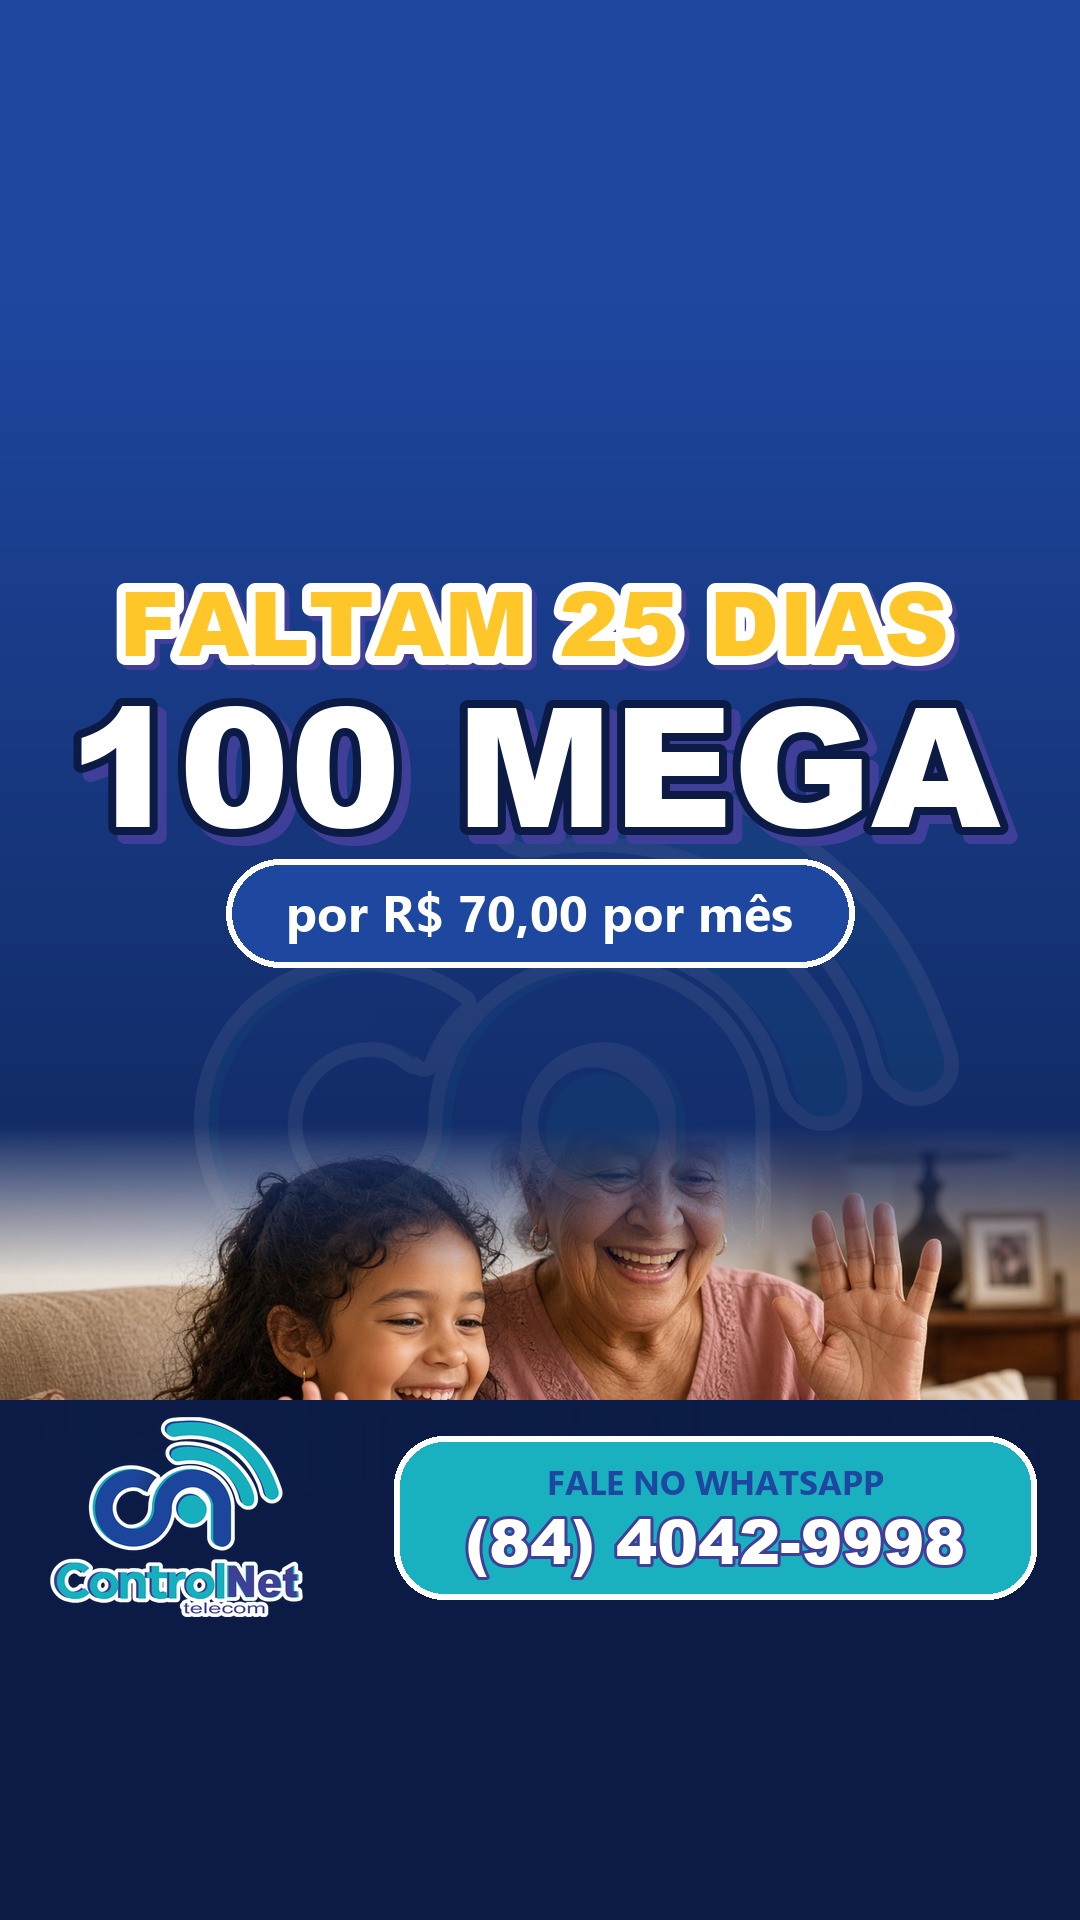 FALTAM 25 DIAS
100 MEGA
por R$ 70,00 por mês
FALE NO WHATSAPP
(84) 4042-9998
ControlNet
telecom